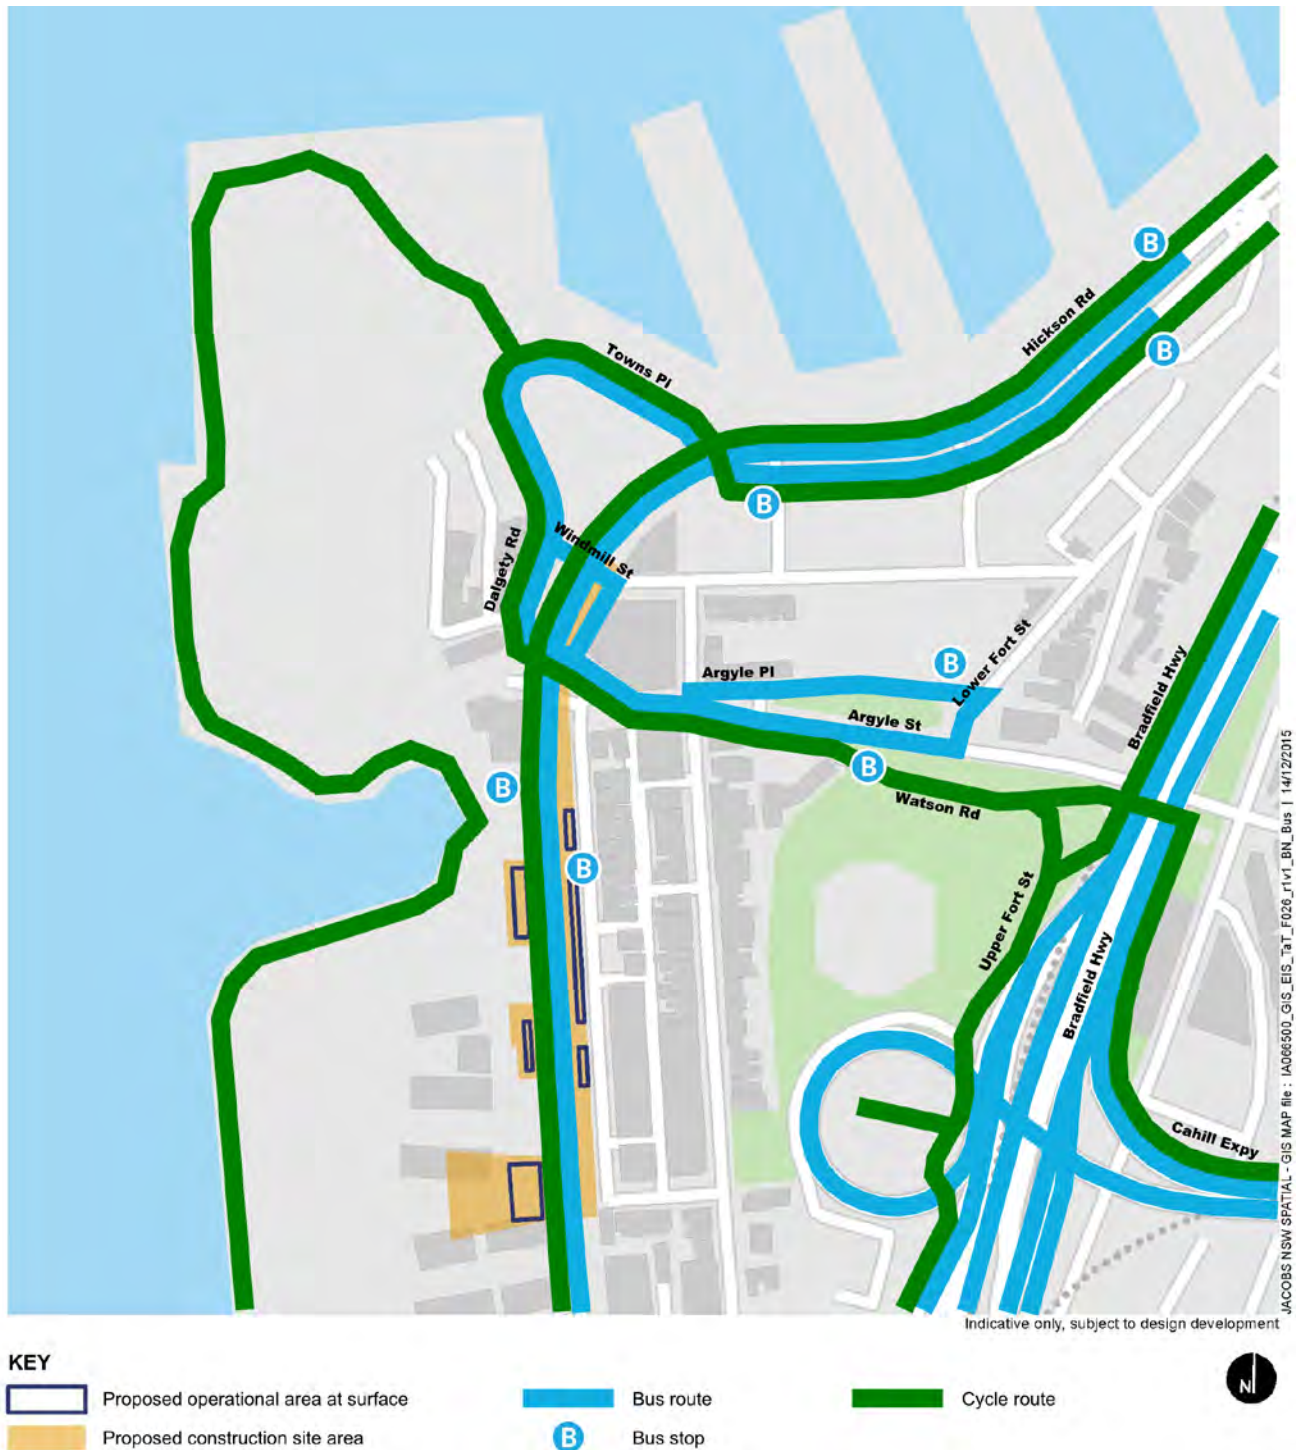 B
Hickson Rd
B
Towns Pl
B
Windmill St
Dalgety Rd
Lower Fort St
B
Argyle Pl
Bradfield Hwy
Argyle St
B
B
Watson Rd
B
Upper Fort St
Bradfield Hwy
Cahill Expy
JACOBS NSW SPATIAL - GIS MAP file : IA066500_GIS_EIS_TaT_F026_r1v1_BN_Bus | 14/12/2015
Indicative only, subject to design development
KEY
N
Proposed operational area at surface
Bus route
Cycle route
Proposed construction site area
B
Bus stop